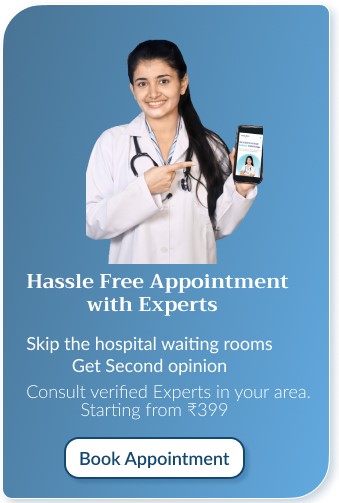 Hassle Free Appointment
with Experts
Skip the hospital waiting rooms
Get Second opinion
Consult verified Experts in your area.
Starting from ₹399
Book Appointment